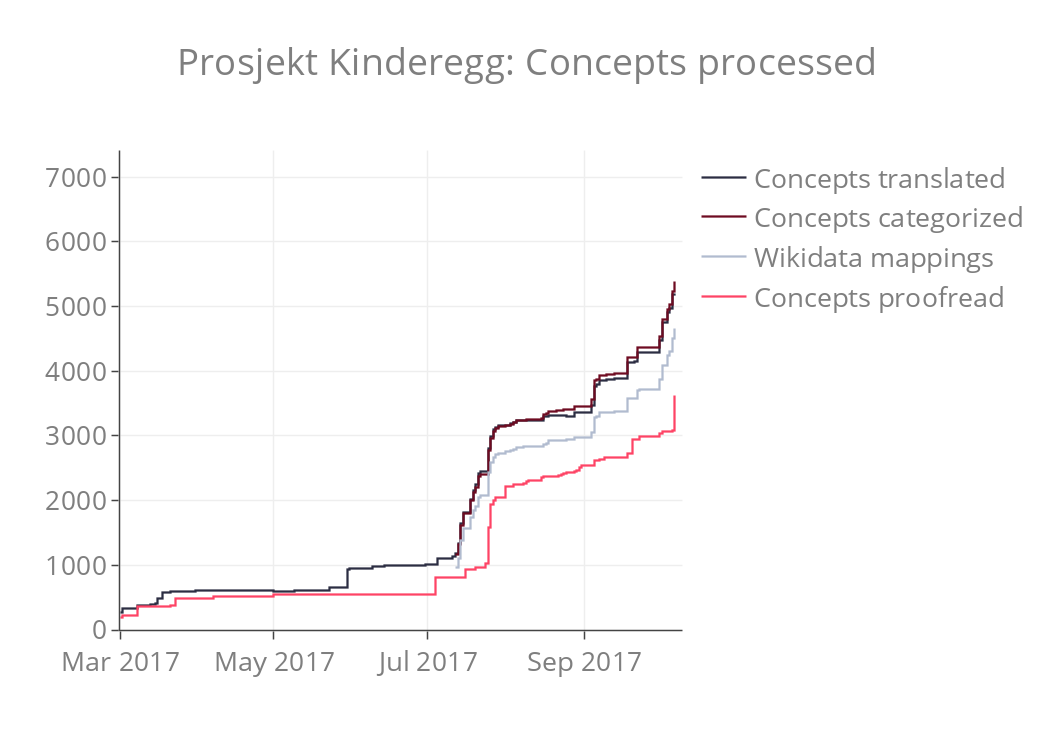 Prosjekt Kinderegg: Concepts processed
7000
6000
5000
4000
3000
2000
1000
0
Mar 2017 May 2017 Jul 2017 Sep 2017
Concepts translated
Concepts categorized
Wikidata mappings
Concepts proofread